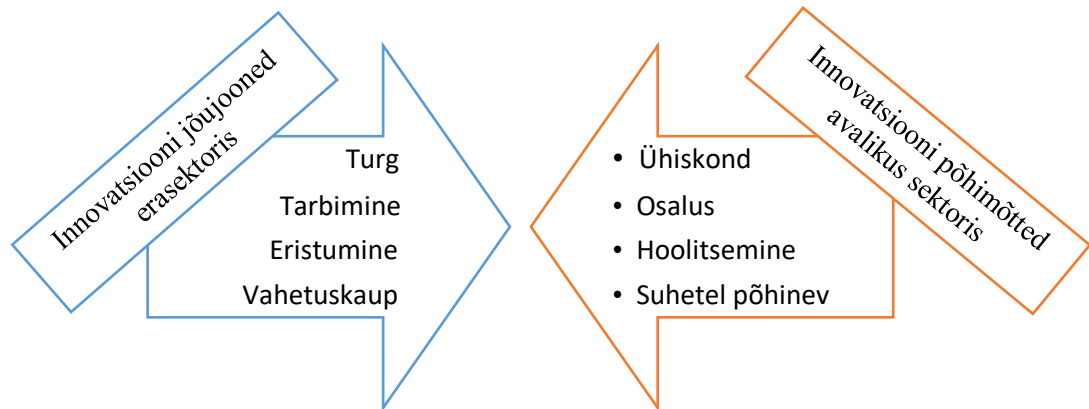 Innovatsiooni jõujooned
erasektoris
Turg
Tarbimine
Eristumine
Vahetuskaup
Innovatsiooni põhimõtted
avalikus sektoris
• Ühiskond
• Osalus
• Hoolitsemine
• Suhetel põhinev